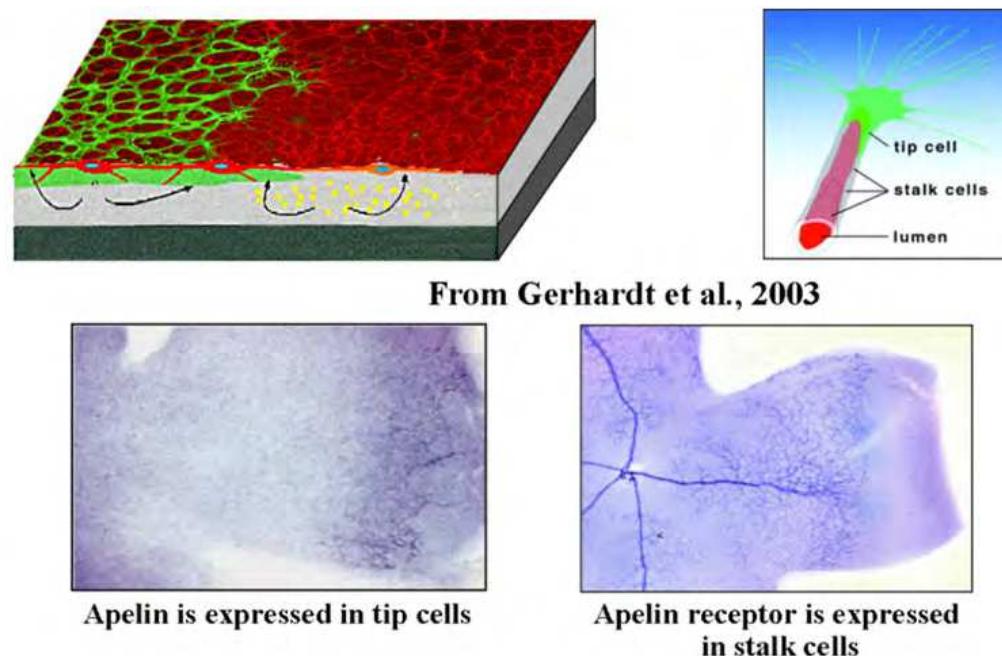 tip cell
stalk cells
lumen
From Gerhardt et al., 2003
Apelin is expressed in tip cells
Apelin receptor is expressed
in stalk cells